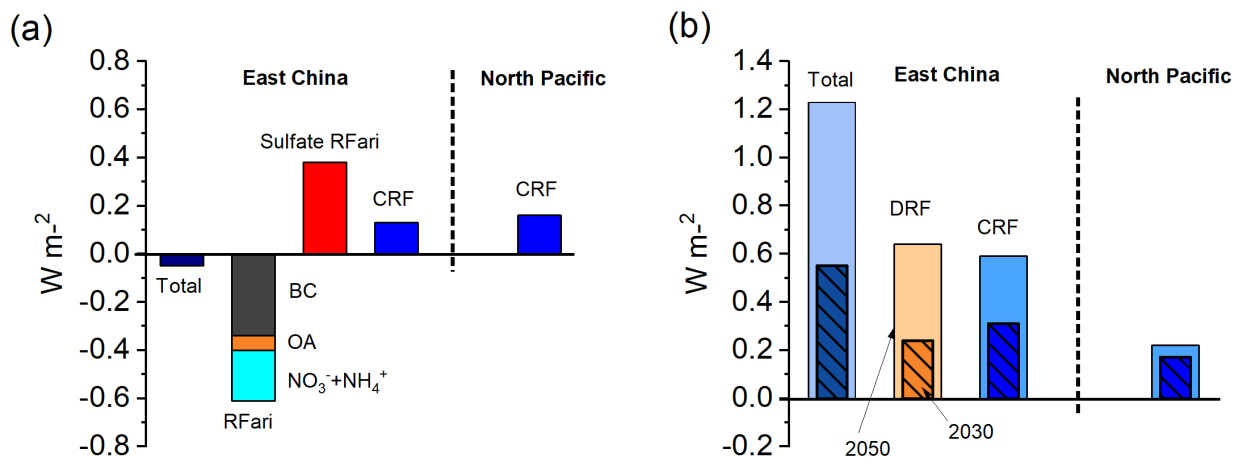 (a)
East China
North Pacific
W m-²
0.8
0.6
0.4
0.2
0.0
-0.2
-0.4
-0.6
-0.8
Sulfate RFari
CRF
CRF
Total
BC
OA
NO₃⁻+NH₄⁺
RFari
(b)
Total
East China
North Pacific
W m-²
1.2
1.0
0.8
0.6
0.4
0.2
0.0
-0.2
DRF
CRF
2050
2030